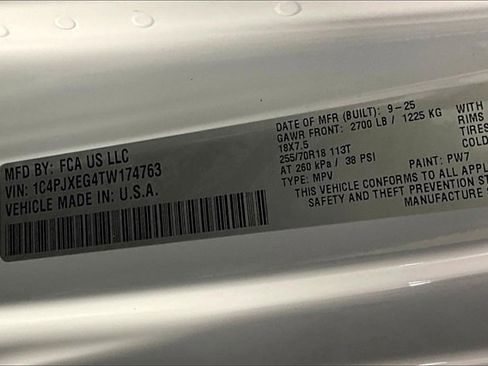 MFD BY: FCA US LLC
VIN: 1C4PJXEG4TW174763
VEHICLE MADE IN: U.S.A.
DATE OF MFR (BUILT): 9-25
GAWR FRONT: 2700 LB / 1225 KG WITH
18X7.5 RIMS
255/70R18 113T TIRES
AT 260 kPa / 38 PSI COLD
TYPE: MPV PAINT: PW7
THIS VEHICLE CONFORMS TO ALL APPL
SAFETY AND THEFT PREVENTION STA
MANUFACTURE